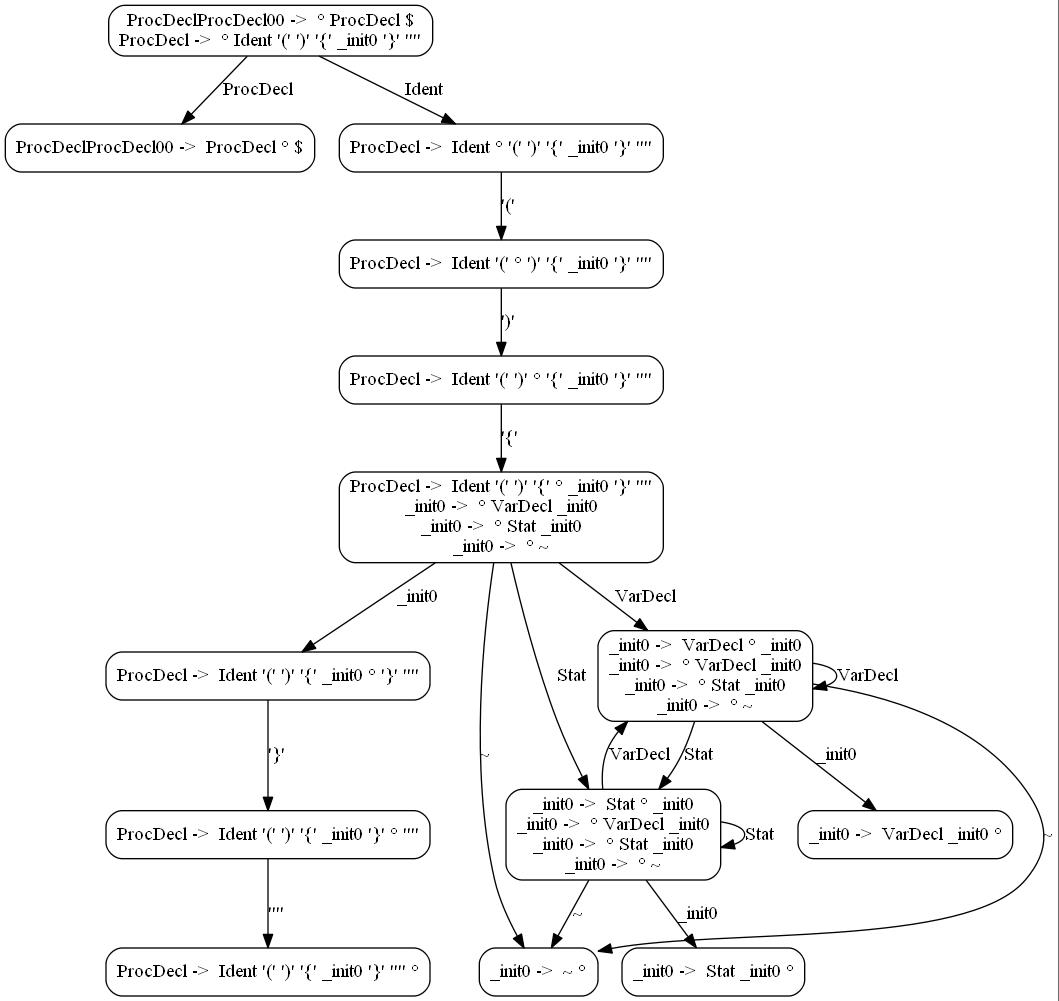 ProcDeclProcDecl00 -> ° ProcDecl $
ProcDecl -> ° Ident '(' ')' '{' _init0 '}' ''''
ProcDecl
Ident
ProcDeclProcDecl00 -> ProcDecl ° $
ProcDecl -> Ident ° '(' ')' '{' _init0 '}' ''''
'('
ProcDecl -> Ident '(' ° ')' '{' _init0 '}' ''''
')'
ProcDecl -> Ident '(' ')' ° '{' _init0 '}' ''''
'{'
ProcDecl -> Ident '(' ')' '{' ° _init0 '}' ''''
_init0 -> ° VarDecl _init0
_init0 -> ° Stat _init0
_init0 -> ° ~
_init0
VarDecl
Stat
~
ProcDecl -> Ident '(' ')' '{' _init0 ° '}' ''''
_init0 -> VarDecl ° _init0
_init0 -> ° VarDecl _init0
_init0 -> ° Stat _init0
_init0 -> ° ~
VarDecl
'}'
VarDecl
Stat
_init0
~
ProcDecl -> Ident '(' ')' '{' _init0 '}' ° ''''
_init0 -> Stat ° _init0
_init0 -> ° VarDecl _init0
_init0 -> ° Stat _init0
_init0 -> ° ~
Stat
_init0 -> VarDecl _init0 °
''''
~
_init0
ProcDecl -> Ident '(' ')' '{' _init0 '}' '''' °
_init0 -> ~ °
_init0 -> Stat _init0 °